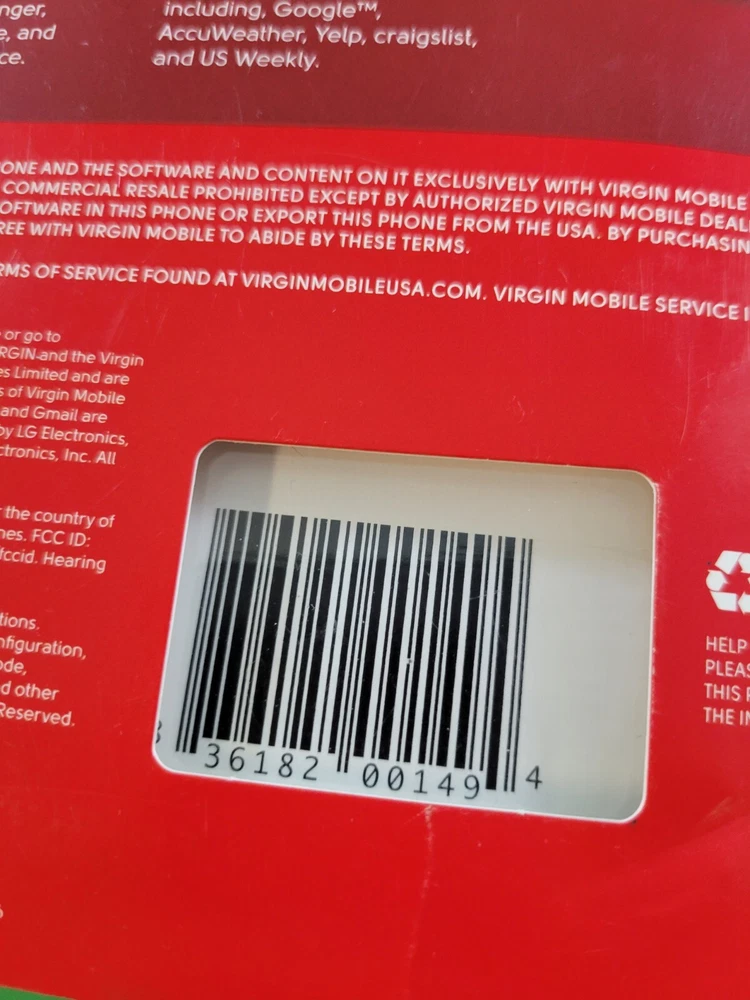 nger,
e, and
ce.
including, Google™,
AccuWeather, Yelp, craigslist,
and US Weekly.
ONE AND THE SOFTWARE AND CONTENT ON IT EXCLUSIVELY WITH VIRGIN MOBILE
COMMERCIAL RESALE PROHIBITED EXCEPT BY AUTHORIZED VIRGIN MOBILE DEAL
OFTWARE IN THIS PHONE OR EXPORT THIS PHONE FROM THE USA. BY PURCHASIN
REE WITH VIRGIN MOBILE TO ABIDE BY THESE TERMS.
RMS OF SERVICE FOUND AT VIRGINMOBILEUSA.COM. VIRGIN MOBILE SERVICE I
or go to
RGIN and the Virgin
es Limited and are
s of Virgin Mobile
and Gmail are
by LG Electronics,
ctronics, Inc. All
r the country of
nes. FCC ID:
fccid. Hearing
tions.
nfiguration,
ode,
d other
Reserved.
36182 00149 4
HELP
PLEAS
THIS
THE IN